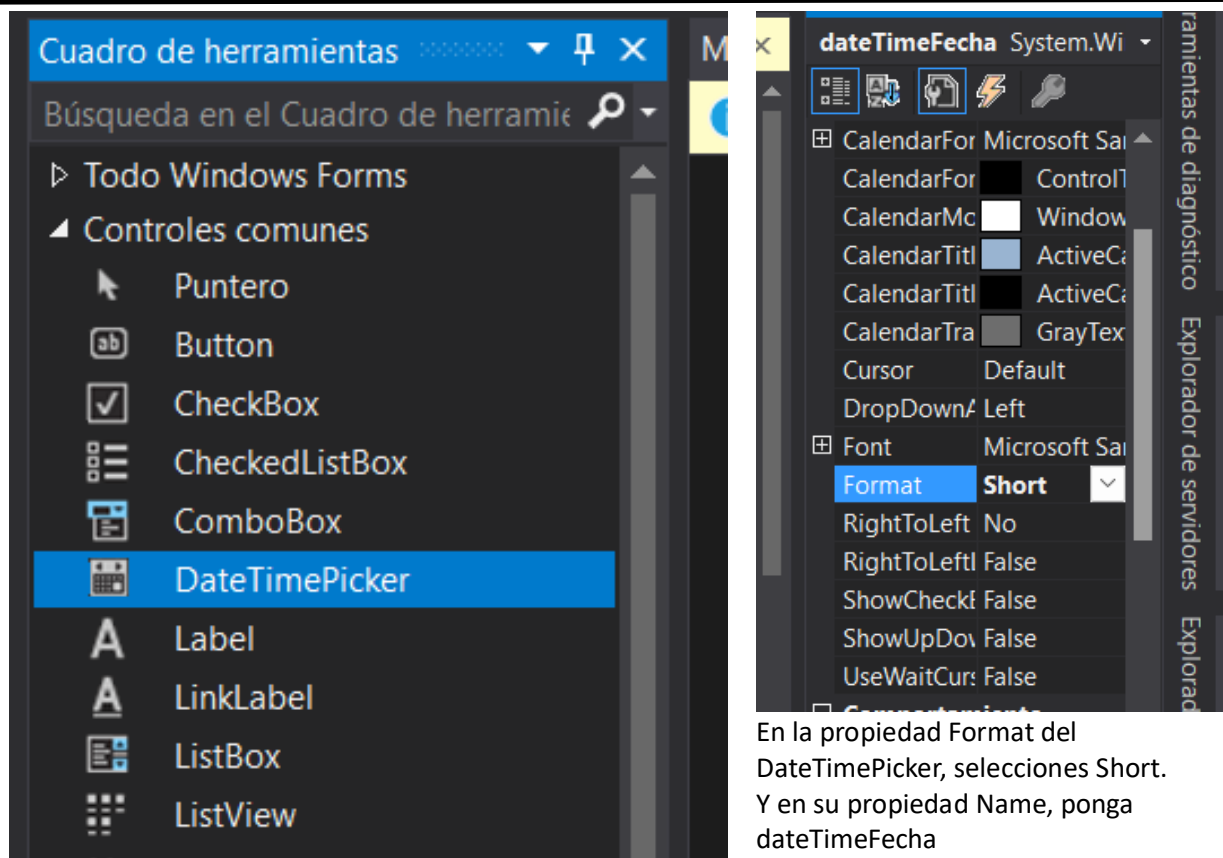 Cuadro de herramientas
Búsqueda en el Cuadro de herramie
Todo Windows Forms
Controles comunes
Puntero
Button
CheckBox
CheckedListBox
ComboBox
DateTimePicker
Label
LinkLabel
ListBox
ListView
M
dateTimeFecha System.Wi
CalendarFor Microsoft Sa
CalendarFor Control
CalendarMo Window
CalendarTitl ActiveCa
CalendarTitl ActiveCa
CalendarTra GrayTex
Cursor Default
DropDownA Left
Font Microsoft Sa
Format Short
RightToLeft No
RightToLeftL False
ShowCheckB False
ShowUpDow False
UseWaitCurs False
ramientas de diagnóstico
Explorador de servidores
Explorad
En la propiedad Format del
DateTimePicker, selecciones Short.
Y en su propiedad Name, ponga
dateTimeFecha